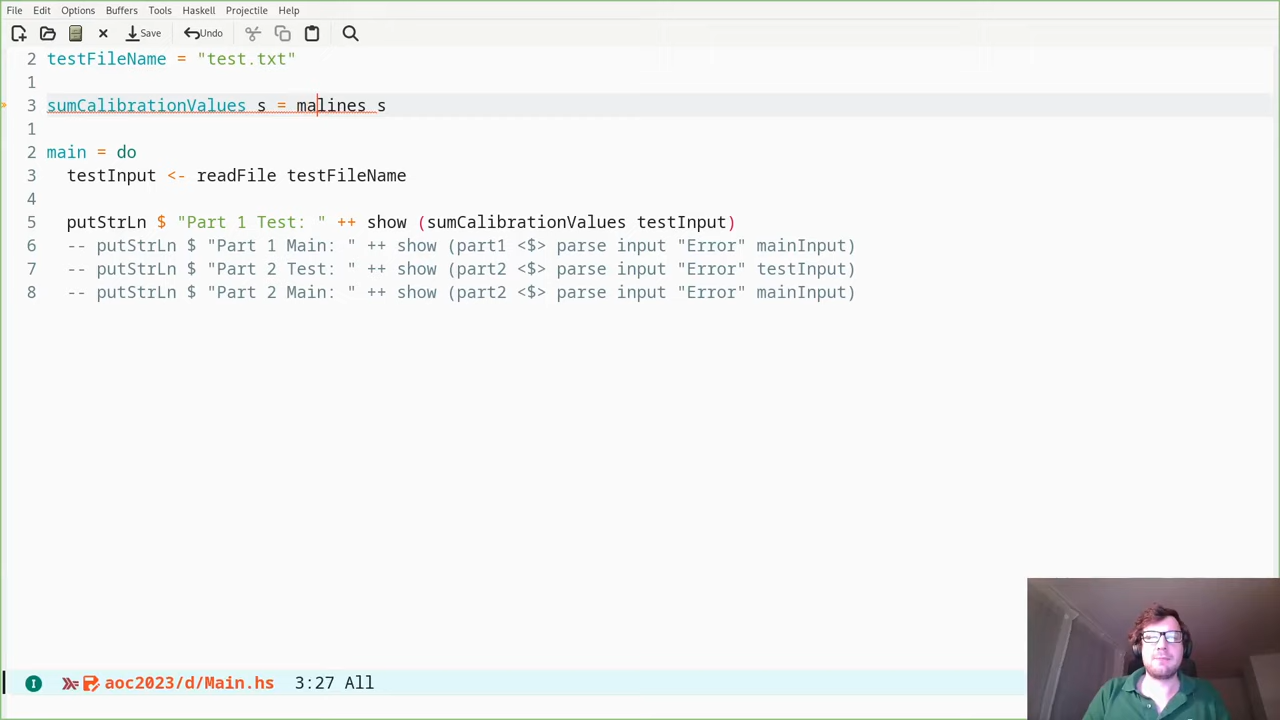 File Edit Options Buffers Tools Haskell Projectile Help
Save Undo
2 testFileName = "test.txt"
1
3 sumCalibrationValues s = malines s
1
2 main = do
3 testInput <- readFile testFileName
4
5 putStrLn $ "Part 1 Test: " ++ show (sumCalibrationValues testInput)
6 -- putStrLn $ "Part 1 Main: " ++ show (part1 <$> parse input "Error" mainInput)
7 -- putStrLn $ "Part 2 Test: " ++ show (part2 <$> parse input "Error" testInput)
8 -- putStrLn $ "Part 2 Main: " ++ show (part2 <$> parse input "Error" mainInput)
I aoc2023/d/Main.hs 3:27 All